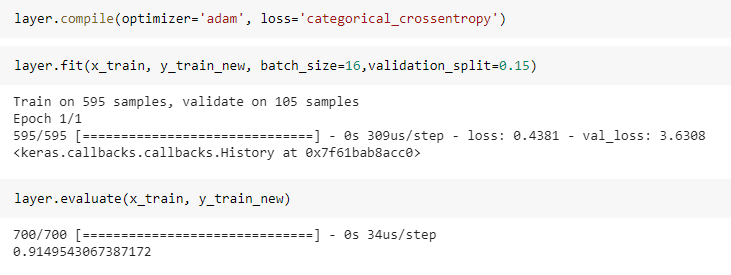 layer.compile(optimizer='adam', loss='categorical_crossentropy')
layer.fit(x_train, y_train_new, batch_size=16,validation_split=0.15)
Train on 595 samples, validate on 105 samples
Epoch 1/1
595/595 [==============================] - 0s 309us/step - loss: 0.4381 - val_loss: 3.6308
<keras.callbacks.callbacks.History at 0x7f61bab8acc0>
layer.evaluate(x_train, y_train_new)
700/700 [==============================] - 0s 34us/step
0.9149543067387172